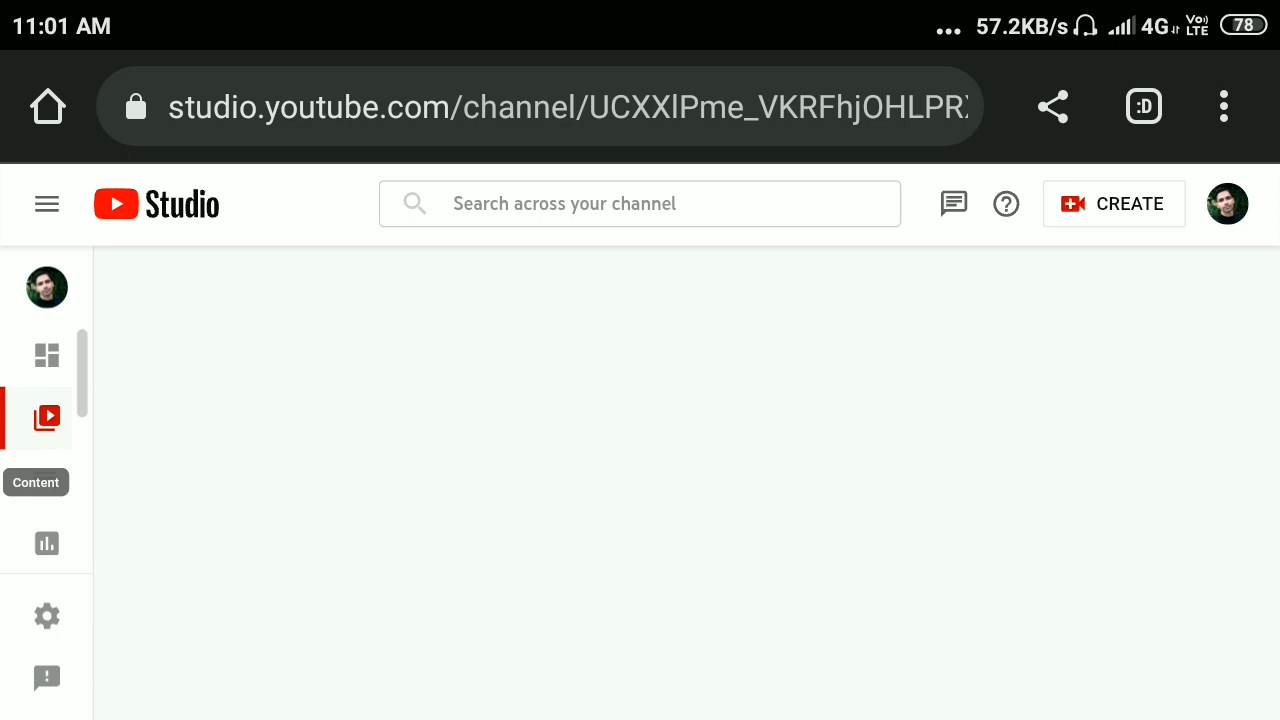 11:01 AM
57.2KB/s 4G Vo) LTE 78
studio.youtube.com/channel/UCXXlPme_VKRFhjOHLPR
:D
Studio
Search across your channel
CREATE
Content